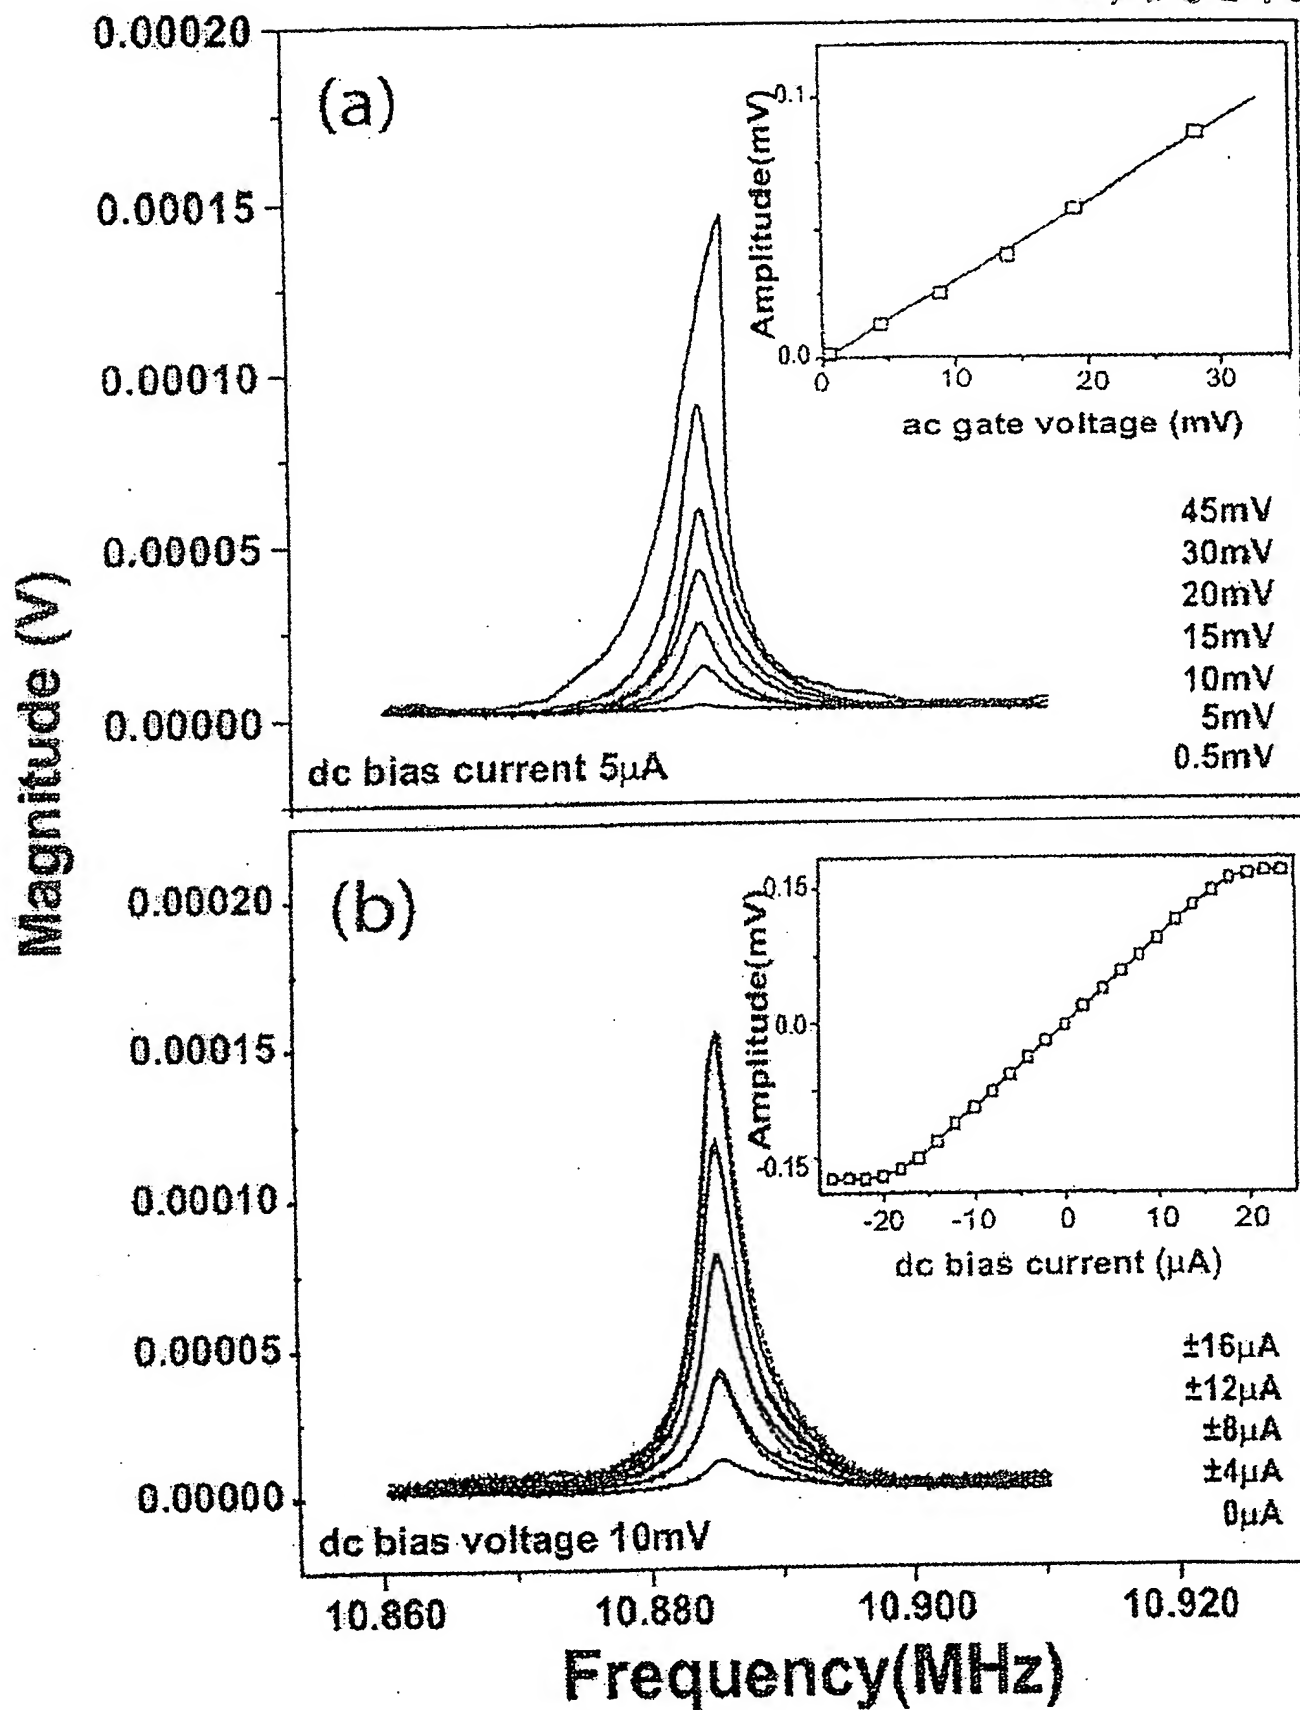 0.00020
(a)
0.00015
0.00010
0.00005
0.00000
dc bias current 5μA
Amplitude(mV)
0.1
0.0
0 10 20 30
ac gate voltage (mV)
45mV
30mV
20mV
15mV
10mV
5mV
0.5mV
Magnitude (V)
(b)
0.00020
0.00015
0.00010
0.00005
0.00000
dc bias voltage 10mV
Amplitude(mV)
0.15
0.0
-0.15
-20 -10 0 10 20
dc bias current (μA)
±16μA
±12μA
±8μA
±4μA
0μA
10.860 10.880 10.900 10.920
Frequency(MHz)